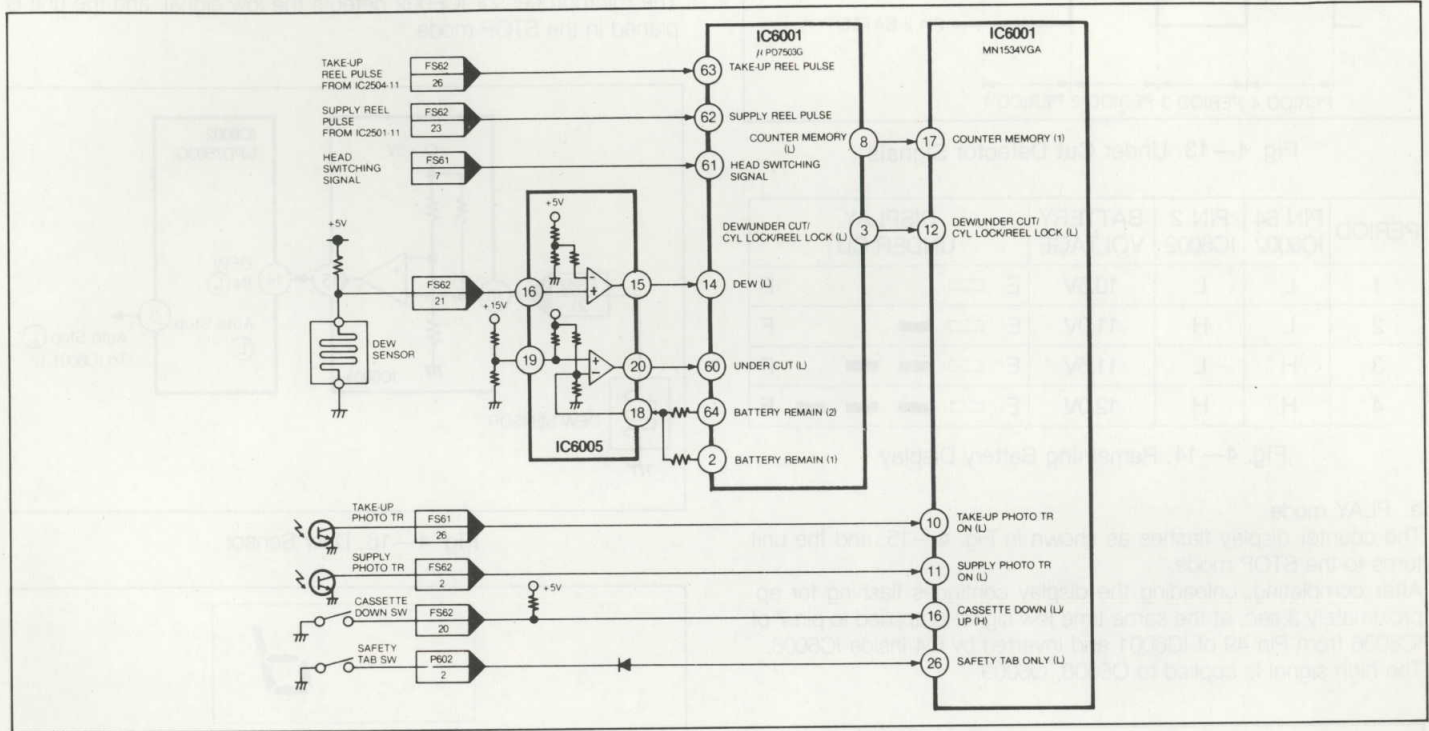 IC6001
μ PD7503G
IC6001
MN1534VGA
TAKE-UP
REEL PULSE
FROM IC2504-11
FS62
26
63
TAKE-UP REEL PULSE
SUPPLY REEL
PULSE
FROM IC2501-11
FS62
23
62
SUPPLY REEL PULSE
HEAD
SWITCHING
SIGNAL
FS61
7
61
HEAD SWITCHING
SIGNAL
COUNTER MEMORY
(L)
8
17
COUNTER MEMORY (1)
DEW/UNDER CUT/
CYL LOCK/REEL LOCK (L)
3
12
DEW/UNDER CUT/
CYL LOCK/REEL LOCK (L)
+5V
+5V
FS62
21
16
+
15
14
DEW (L)
DEW
SENSOR
+15V
19
+
−
20
60
UNDER CUT (L)
18
64
BATTERY REMAIN (2)
IC6005
2
BATTERY REMAIN (1)
TAKE-UP
PHOTO TR
FS61
26
10
TAKE-UP PHOTO TR
ON (L)
SUPPLY
PHOTO TR
FS62
2
11
SUPPLY PHOTO TR
ON (L)
CASSETTE
DOWN SW
FS62
20
+5V
16
CASSETTE DOWN (L)/
UP (H)
SAFETY
TAB SW
P602
2
26
SAFETY TAB ONLY (L)